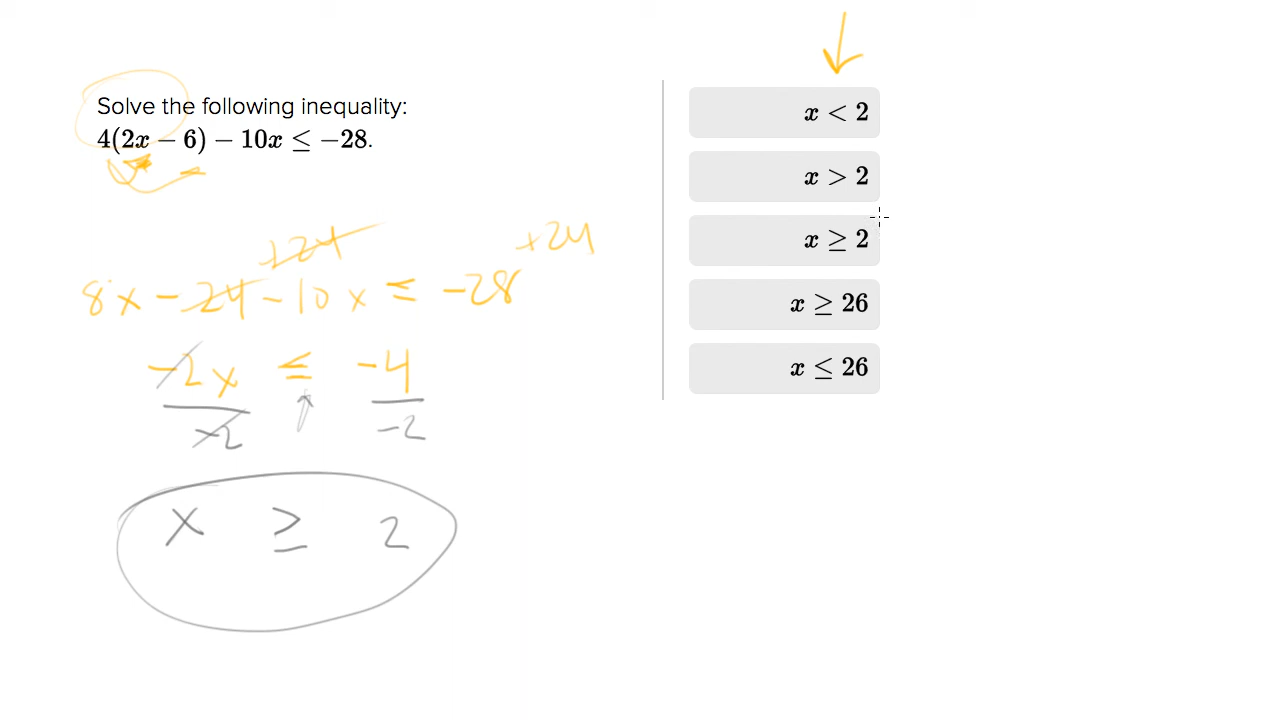 Solve the following inequality:
4(2x − 6) − 10x ≤ −28.
+24 +24
8x − 24 − 10x ≤ −28
−2x ≤ −4
−2 −2
x ≥ 2
x < 2
x > 2
x ≥ 2
x ≥ 26
x ≤ 26